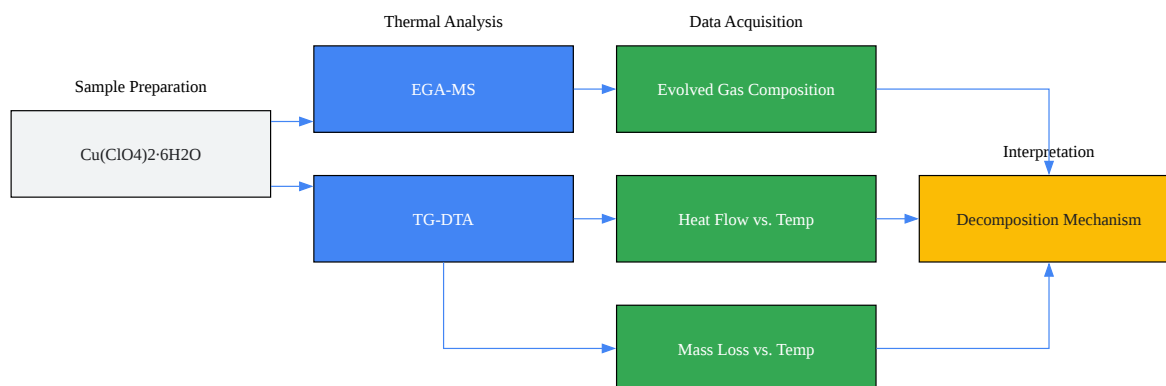 Thermal Analysis
Data Acquisition
EGA-MS
Evolved Gas Composition
Sample Preparation
Cu(ClO4)2·6H2O
Interpretation
TG-DTA
Heat Flow vs. Temp
Decomposition Mechanism
Mass Loss vs. Temp